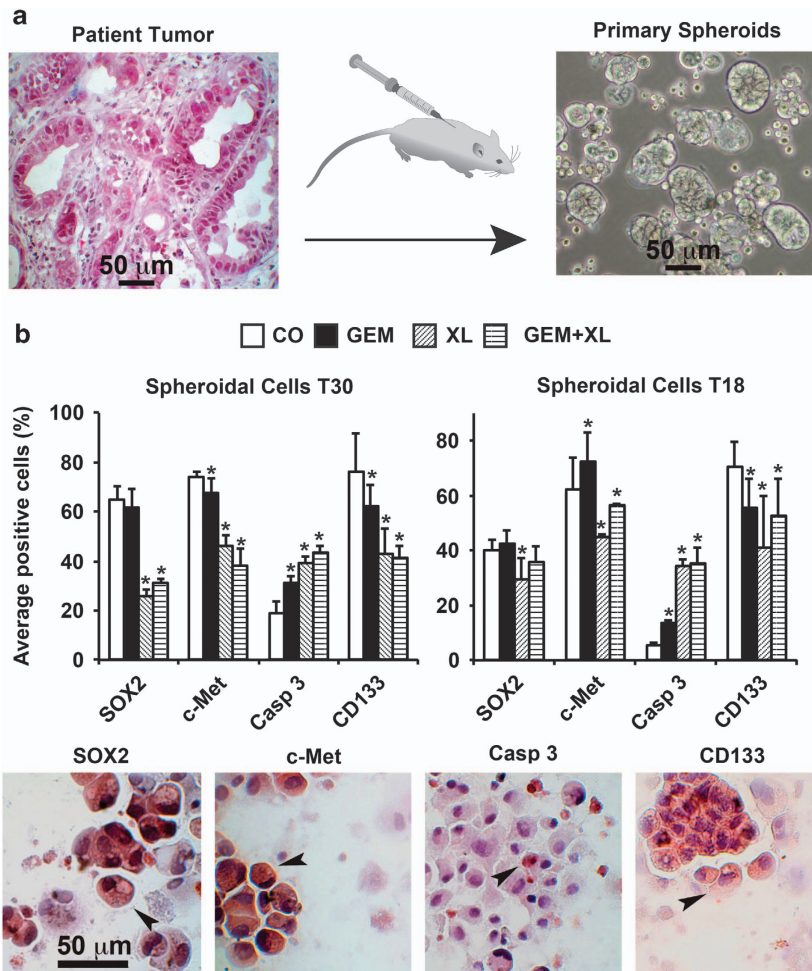 a
Patient Tumor
Primary Spheroids
50 μm
50 μm
b
CO GEM XL GEM+XL
Spheroidal Cells T30
Spheroidal Cells T18
Average positive cells (%)
100
80
60
40
20
0
* * * * * * * * * * *
SOX2
c-Met
Casp 3
CD133
80
60
40
20
0
* * * * * * * * * *
SOX2
c-Met
Casp 3
CD133
SOX2
c-Met
Casp 3
CD133
50 μm